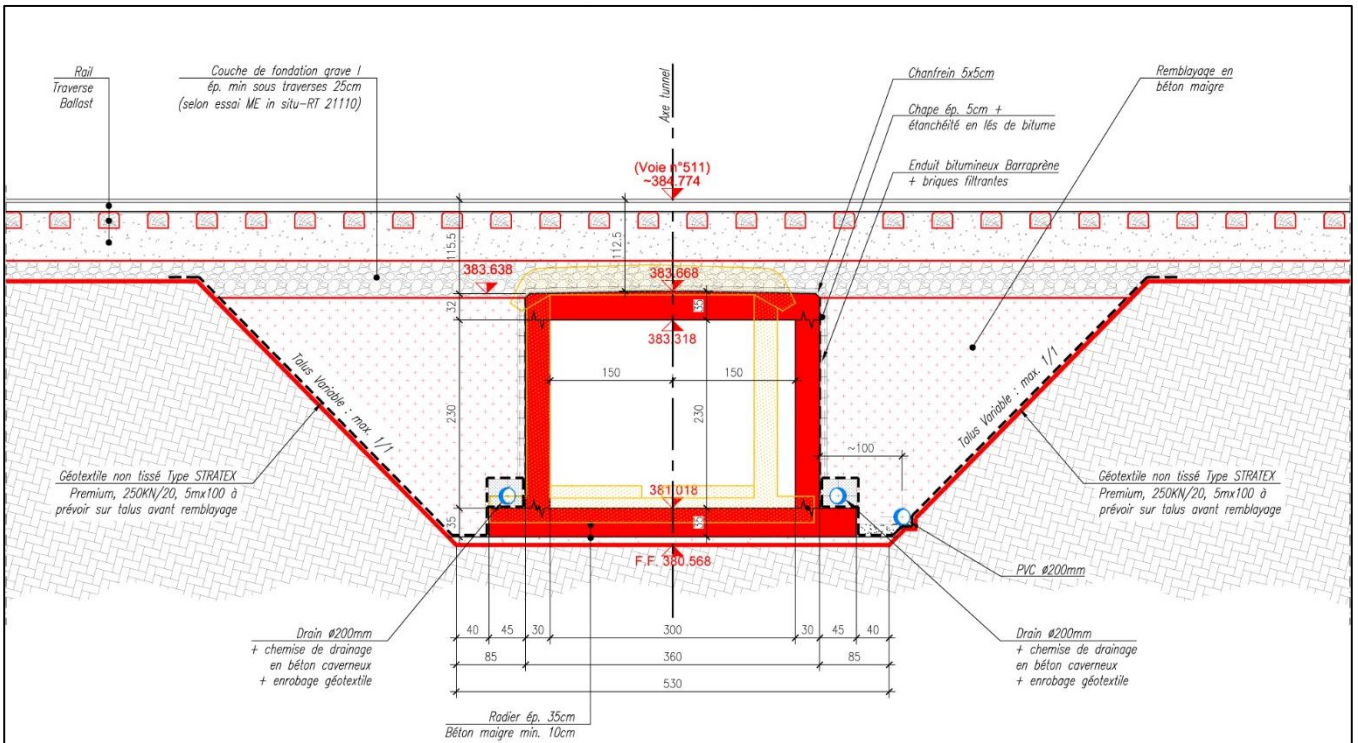 Rail
Traverse
Ballast
Couche de fondation grave I
ép. min sous traverses 25cm
(selon essai ME in situ-RT 21110)
Axe tunnel
Chanfrein 5x5cm
Remblayage en
béton maigre
Chape ép. 5cm +
étanchéité en lés de bitume
Enduit bitumineux Barraprène
+ briques filtrantes
(Voie n°511)
~384.774
115.5
112.5
383.638
383.668
32
35
383.318
150
150
Talus Variable : max. 1/1
Talus Variable : max. 1/1
230
230
~100
Géotextile non tissé Type STRATEX
Premium, 250KN/20, 5mx100 à
prévoir sur talus avant remblayage
Géotextile non tissé Type STRATEX
Premium, 250KN/20, 5mx100 à
prévoir sur talus avant remblayage
381.018
35
35
F.F. 380.568
PVC ø200mm
Drain ø200mm
+ chemise de drainage
en béton caverneux
+ enrobage géotextile
Drain ø200mm
+ chemise de drainage
en béton caverneux
+ enrobage géotextile
40 45 30 300 30 45 40
85 360 85
530
Radier ép. 35cm
Béton maigre min. 10cm